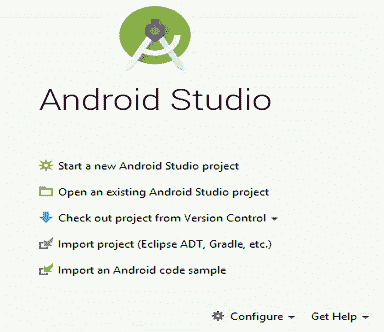 Android Studio
Start a new Android Studio project
Open an existing Android Studio project
Check out project from Version Control
Import project (Eclipse ADT, Gradle, etc.)
Import an Android code sample
Configure Get Help